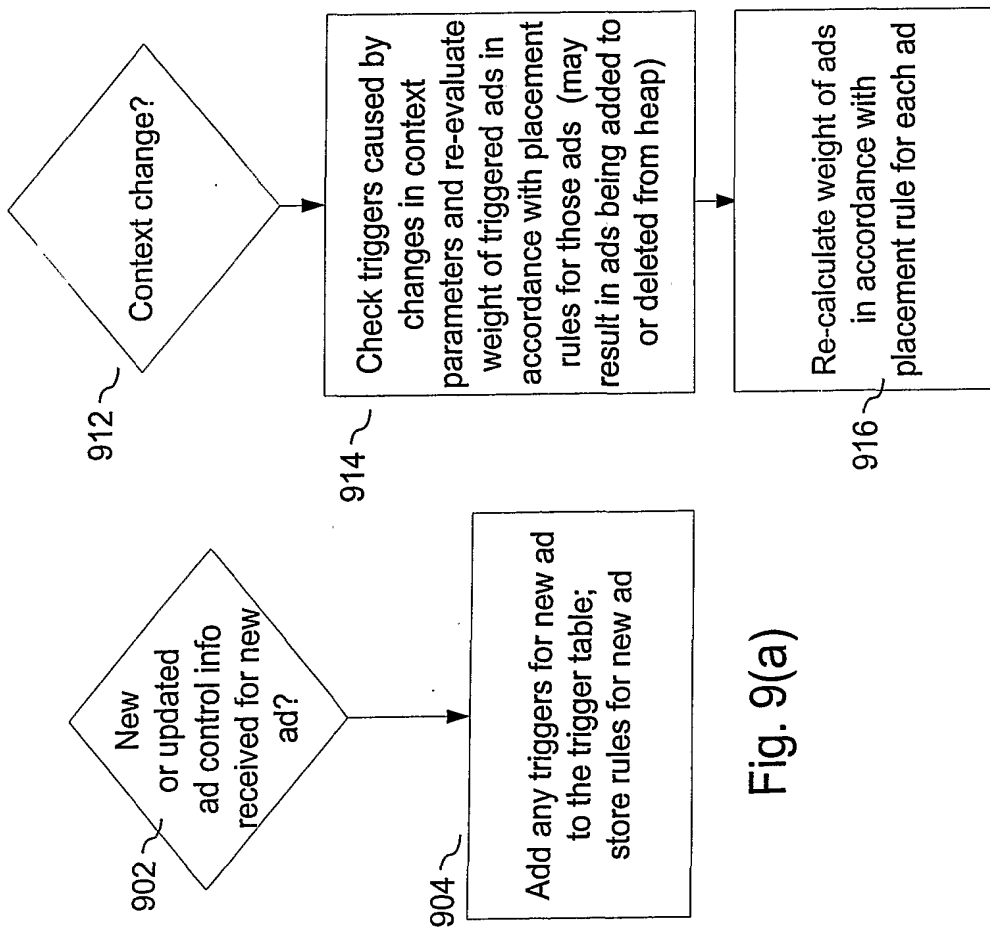 902
New
or updated
ad control info
received for new
ad?
904
Add any triggers for new ad
to the trigger table;
store rules for new ad
912
Context change?
914
Check triggers caused by
changes in context
parameters and re-evaluate
weight of triggered ads in
accordance with placement
rules for those ads (may
result in ads being added to
or deleted from heap)
Re-calculate weight of ads
in accordance with
placement rule for each ad
916
Fig. 9(a)